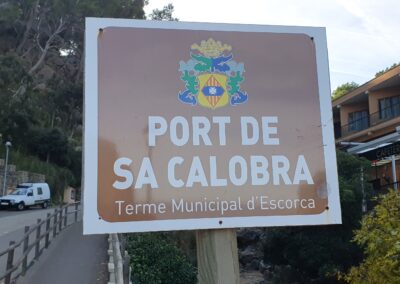 PORT DE
SA CALOBRA
Terme Municipal d'Escorca